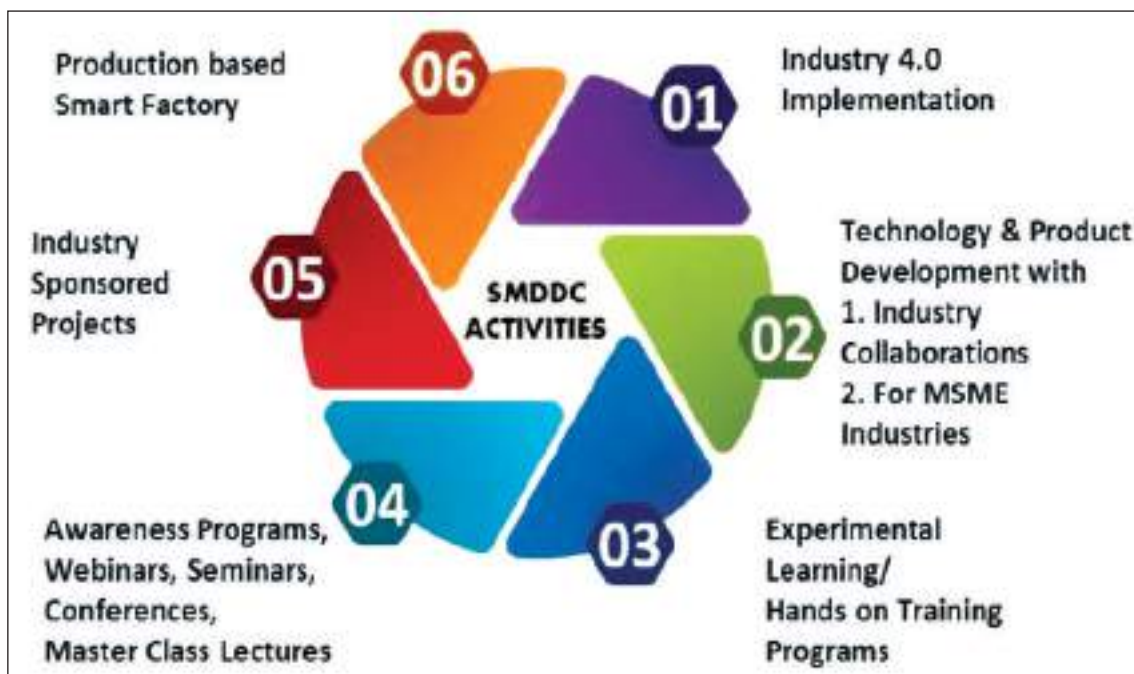 01
Industry 4.0
Implementation
02
Technology & Product
Development with
1. Industry
Collaborations
2. For MSME
Industries
03
Experimental
Learning/
Hands on Training
Programs
04
Awareness Programs,
Webinars, Seminars,
Conferences,
Master Class Lectures
05
Industry
Sponsored
Projects
06
Production based
Smart Factory
SMDDC
ACTIVITIES